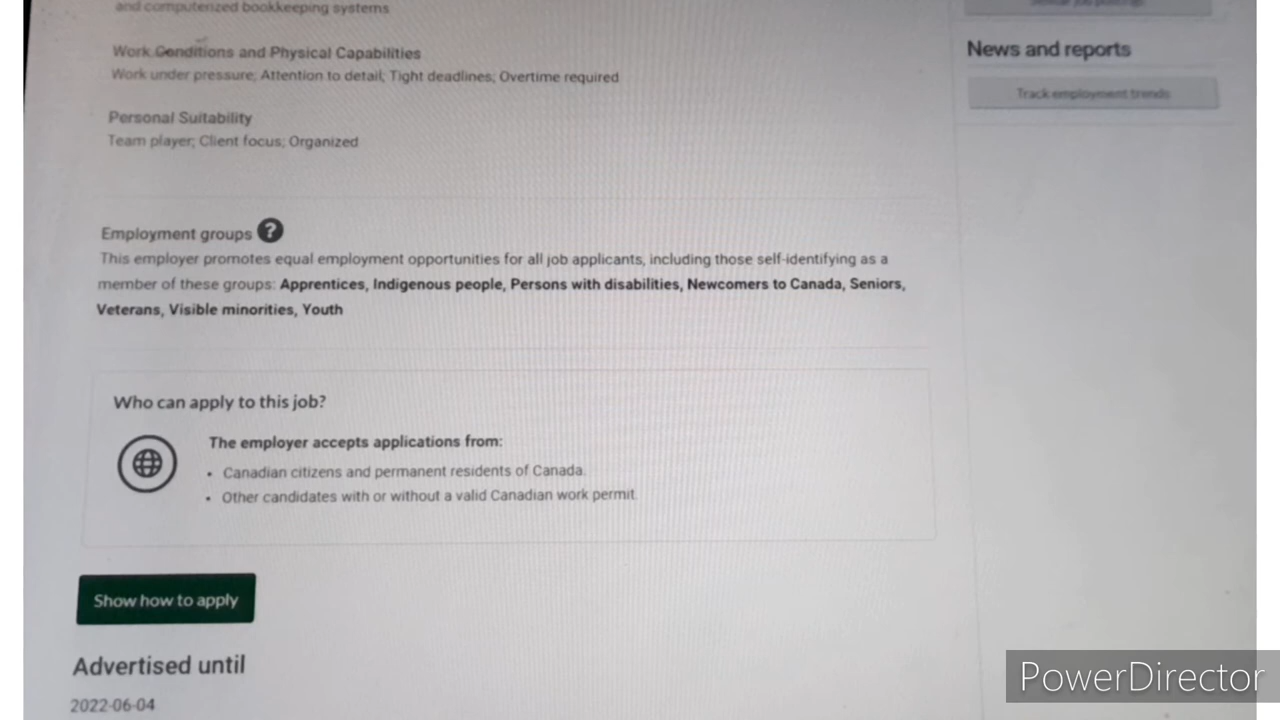 and computerized bookkeeping systems
Work Conditions and Physical Capabilities
Work under pressure; Attention to detail; Tight deadlines; Overtime required
Personal Suitability
Team player; Client focus; Organized
Employment groups ?
This employer promotes equal employment opportunities for all job applicants, including those self-identifying as a
member of these groups: Apprentices, Indigenous people, Persons with disabilities, Newcomers to Canada, Seniors,
Veterans, Visible minorities, Youth
Who can apply to this job?
The employer accepts applications from:
• Canadian citizens and permanent residents of Canada.
• Other candidates with or without a valid Canadian work permit.
Show how to apply
Advertised until
2022-06-04
News and reports
Track employment trends
PowerDirector